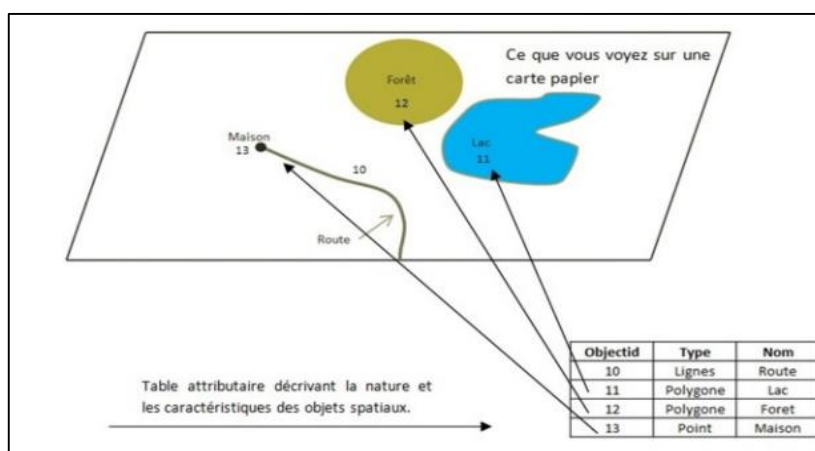 Ce que vous voyez sur une
carte papier
Forêt
12
Lac
11
Maison
13
10
Route
Table attributaire décrivant la nature et
les caractéristiques des objets spatiaux.
Objectid Type Nom
10 Lignes Route
11 Polygone Lac
12 Polygone Foret
13 Point Maison